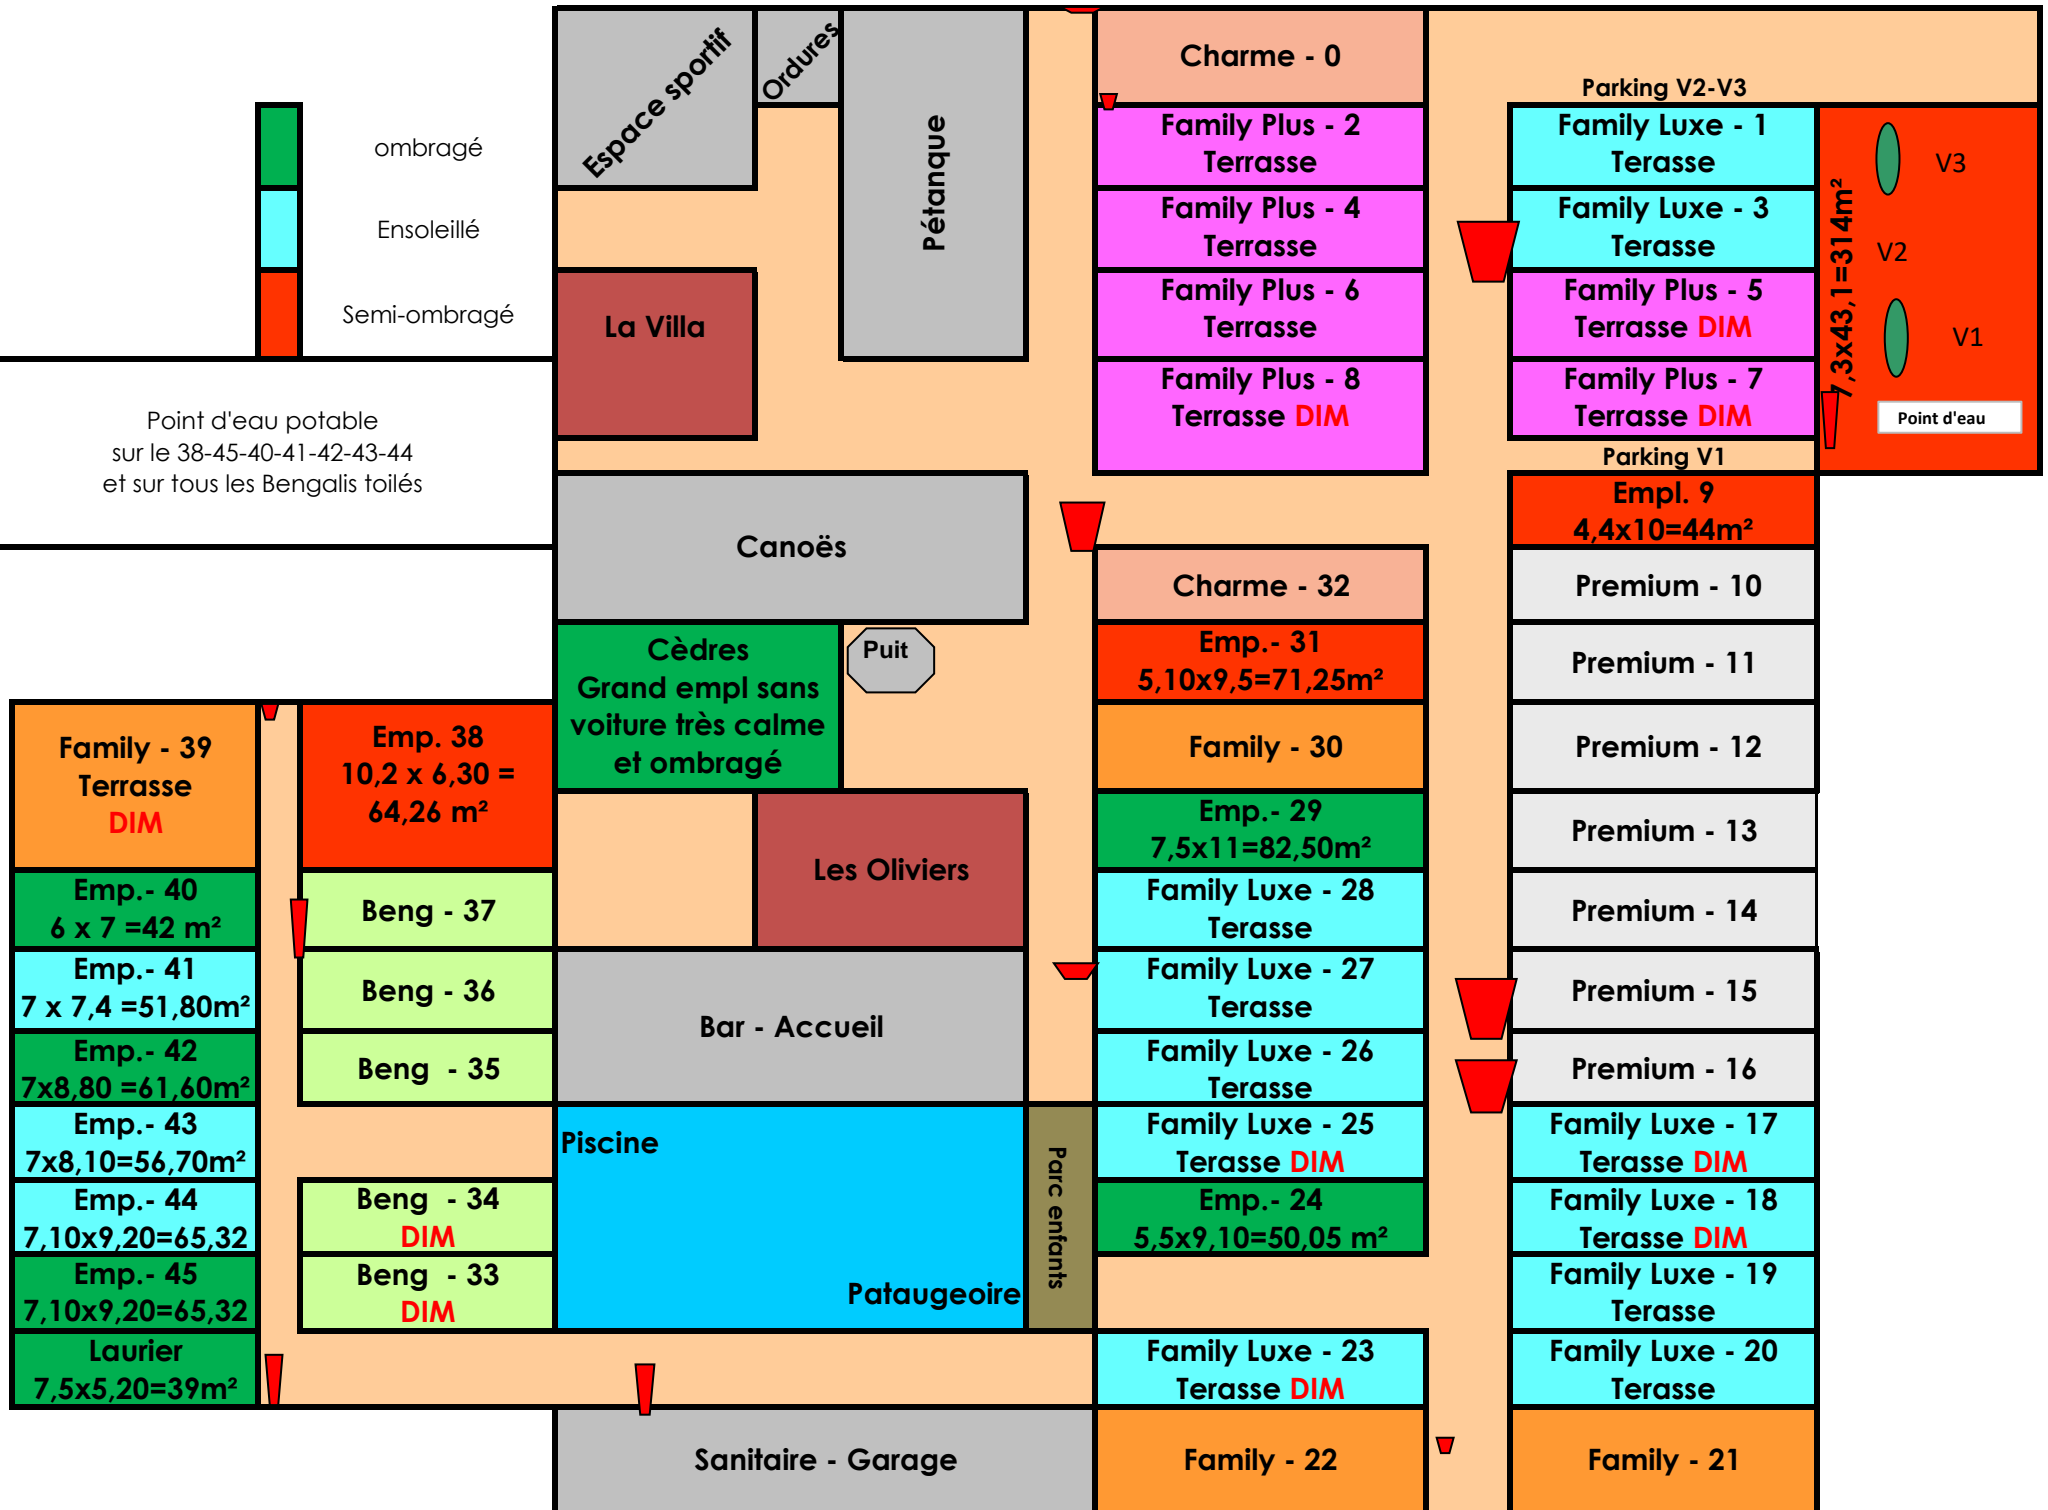 ombragé
Ensoleillé
Semi-ombragé
Point d'eau potable
sur le 38-45-40-41-42-43-44
et sur tous les Bengalis toilés
Espace sportif
Ordures
Pétanque
La Villa
Canoës
Cèdres
Grand empl sans
voiture très calme
et ombragé
Puit
Les Oliviers
Bar - Accueil
Piscine
Pataugeoire
Parc enfants
Sanitaire - Garage
Family - 39
Terrasse
DIM
Emp.- 40
6 x 7 =42 m²
Emp.- 41
7 x 7,4 =51,80m²
Emp.- 42
7x8,80 =61,60m²
Emp.- 43
7x8,10=56,70m²
Emp.- 44
7,10x9,20=65,32
Emp.- 45
7,10x9,20=65,32
Laurier
7,5x5,20=39m²
Emp. 38
10,2 x 6,30 =
64,26 m²
Beng - 37
Beng - 36
Beng - 35
Beng - 34
DIM
Beng - 33
DIM
Charme - 0
Family Plus - 2
Terrasse
Family Plus - 4
Terrasse
Family Plus - 6
Terrasse
Family Plus - 8
Terrasse DIM
Charme - 32
Emp.- 31
5,10x9,5=71,25m²
Family - 30
Emp.- 29
7,5x11=82,50m²
Family Luxe - 28
Terasse
Family Luxe - 27
Terasse
Family Luxe - 26
Terasse
Family Luxe - 25
Terasse DIM
Emp.- 24
5,5x9,10=50,05 m²
Family Luxe - 23
Terasse DIM
Family - 22
Parking V2-V3
Family Luxe - 1
Terasse
Family Luxe - 3
Terasse
Family Plus - 5
Terrasse DIM
Family Plus - 7
Terrasse DIM
Parking V1
Empl. 9
4,4x10=44m²
Premium - 10
Premium - 11
Premium - 12
Premium - 13
Premium - 14
Premium - 15
Premium - 16
Family Luxe - 17
Terasse DIM
Family Luxe - 18
Terasse DIM
Family Luxe - 19
Terasse
Family Luxe - 20
Terasse
Family - 21
7,3x43,1=314m²
V3
V2
V1
Point d'eau